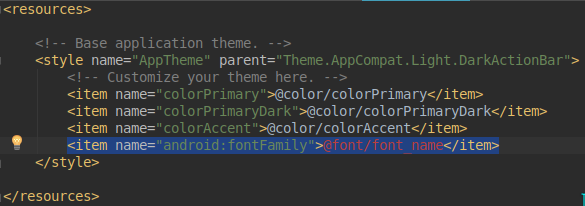 <resources>
<!-- Base application theme. -->
<style name="AppTheme" parent="Theme.AppCompat.Light.DarkActionBar">
<!-- Customize your theme here. -->
<item name="colorPrimary">@color/colorPrimary</item>
<item name="colorPrimaryDark">@color/colorPrimaryDark</item>
<item name="colorAccent">@color/colorAccent</item>
<item name="android:fontFamily">@font/font_name</item>
</style>
</resources>